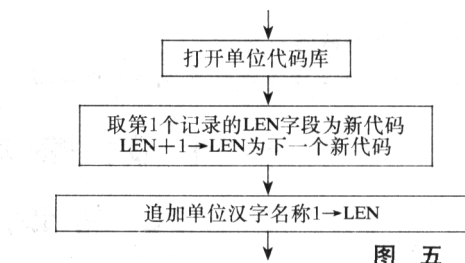 打开单位代码库
取第1个记录的LEN字段为新代码
LEN+1→LEN为下一个新代码
追加单位汉字名称1→LEN
图 五